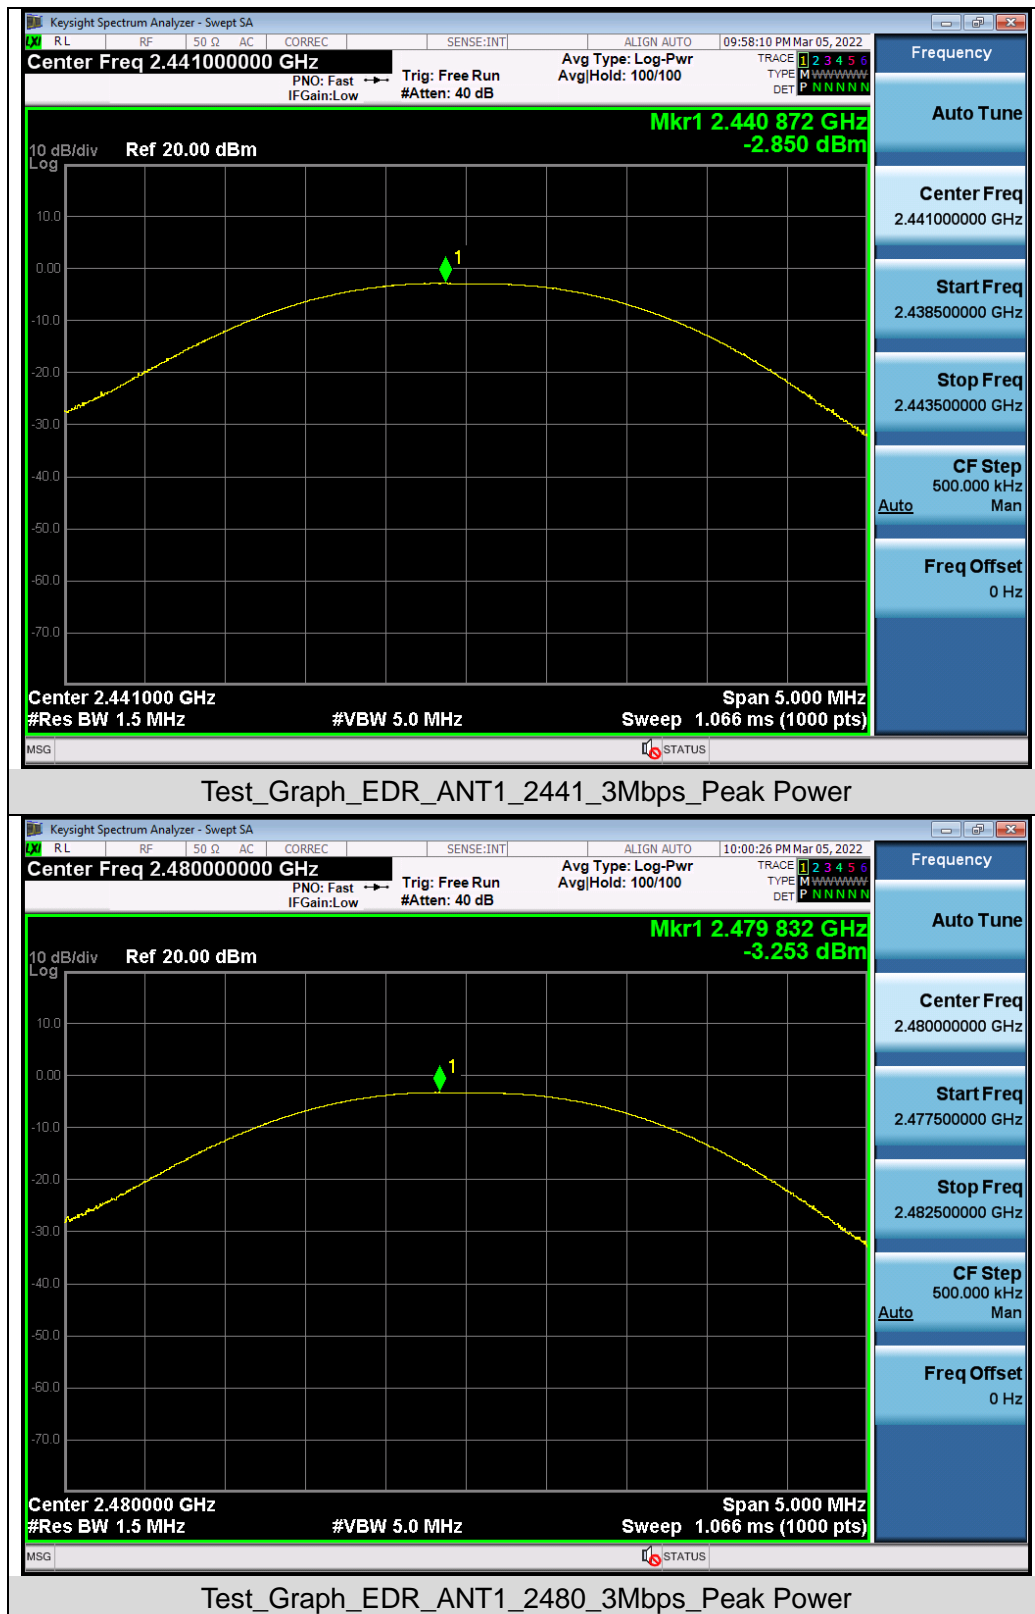 Keysight Spectrum Analyzer - Swept SA
LXI RL RF 50 Ω AC CORREC SENSE:INT ALIGN AUTO 09:58:10 PM Mar 05, 2022
Center Freq 2.441000000 GHz
PNO: Fast
IFGain:Low
Trig: Free Run
#Atten: 40 dB
Avg Type: Log-Pwr
Avg|Hold: 100/100
TRACE 1 2 3 4 5 6
TYPE M WWWWW
DET P N N N N N
Frequency
Mkr1 2.440 872 GHz
-2.850 dBm
10 dB/div Ref 20.00 dBm
Log
10.0
0.00
-10.0
-20.0
-30.0
-40.0
-50.0
-60.0
-70.0
1
Center 2.441000 GHz Span 5.000 MHz
#Res BW 1.5 MHz #VBW 5.0 MHz Sweep 1.066 ms (1000 pts)
Auto Tune
Center Freq
2.441000000 GHz
Start Freq
2.438500000 GHz
Stop Freq
2.443500000 GHz
CF Step
500.000 kHz
Auto Man
Freq Offset
0 Hz
MSG STATUS
Test_Graph_EDR_ANT1_2441_3Mbps_Peak Power
Keysight Spectrum Analyzer - Swept SA
LXI RL RF 50 Ω AC CORREC SENSE:INT ALIGN AUTO 10:00:26 PM Mar 05, 2022
Center Freq 2.480000000 GHz
PNO: Fast
IFGain:Low
Trig: Free Run
#Atten: 40 dB
Avg Type: Log-Pwr
Avg|Hold: 100/100
TRACE 1 2 3 4 5 6
TYPE M WWWWW
DET P N N N N N
Frequency
Mkr1 2.479 832 GHz
-3.253 dBm
10 dB/div Ref 20.00 dBm
Log
10.0
0.00
-10.0
-20.0
-30.0
-40.0
-50.0
-60.0
-70.0
1
Center 2.480000 GHz Span 5.000 MHz
#Res BW 1.5 MHz #VBW 5.0 MHz Sweep 1.066 ms (1000 pts)
Auto Tune
Center Freq
2.480000000 GHz
Start Freq
2.477500000 GHz
Stop Freq
2.482500000 GHz
CF Step
500.000 kHz
Auto Man
Freq Offset
0 Hz
MSG STATUS
Test_Graph_EDR_ANT1_2480_3Mbps_Peak Power